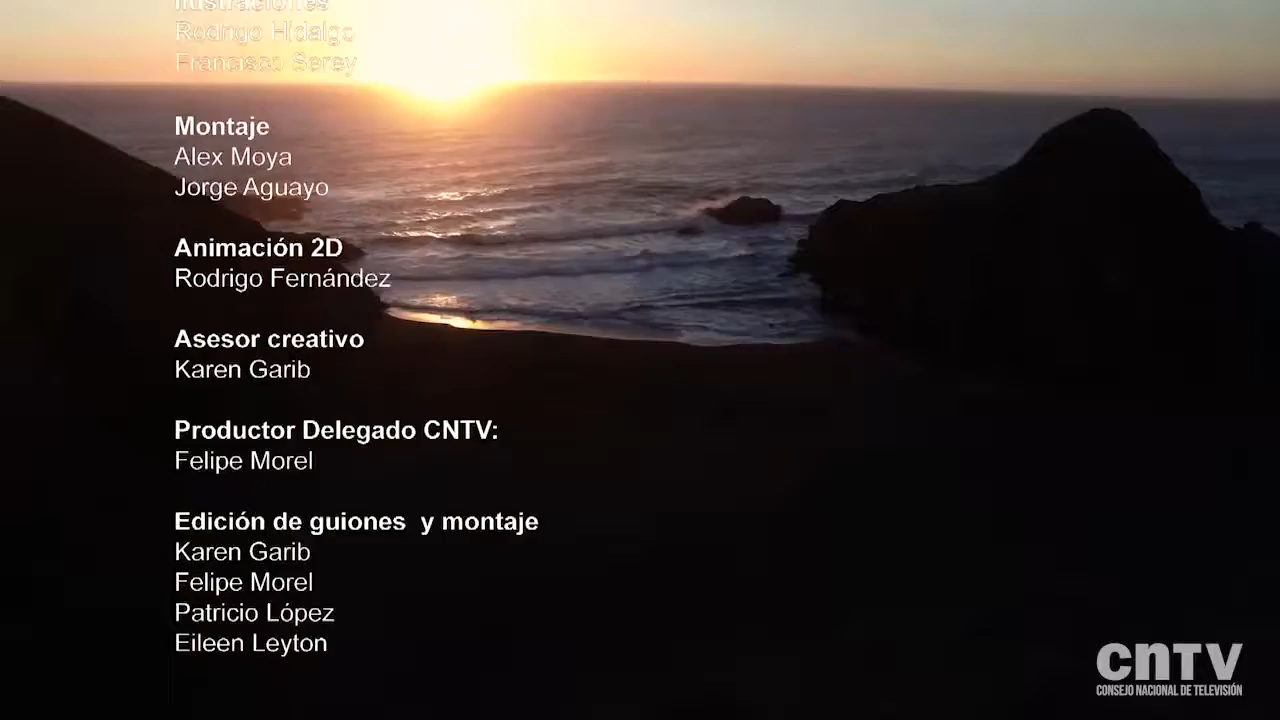 Ilustraciones
Rodrigo Hidalgo
Francisco Serey
Montaje
Alex Moya
Jorge Aguayo
Animación 2D
Rodrigo Fernández
Asesor creativo
Karen Garib
Productor Delegado CNTV:
Felipe Morel
Edición de guiones  y montaje
Karen Garib
Felipe Morel
Patricio López
Eileen Leyton
cnTV
CONSEJO NACIONAL DE TELEVISIÓN